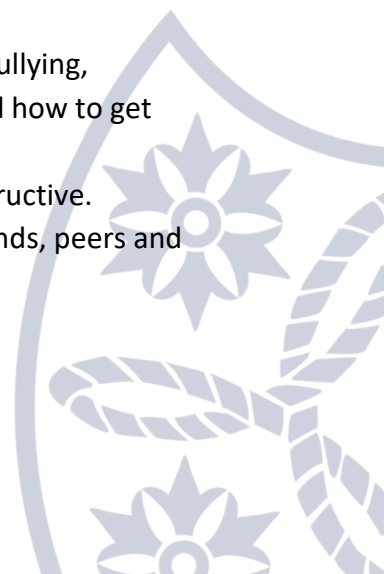 ullying,
how to get
ructive.
nds, peers and